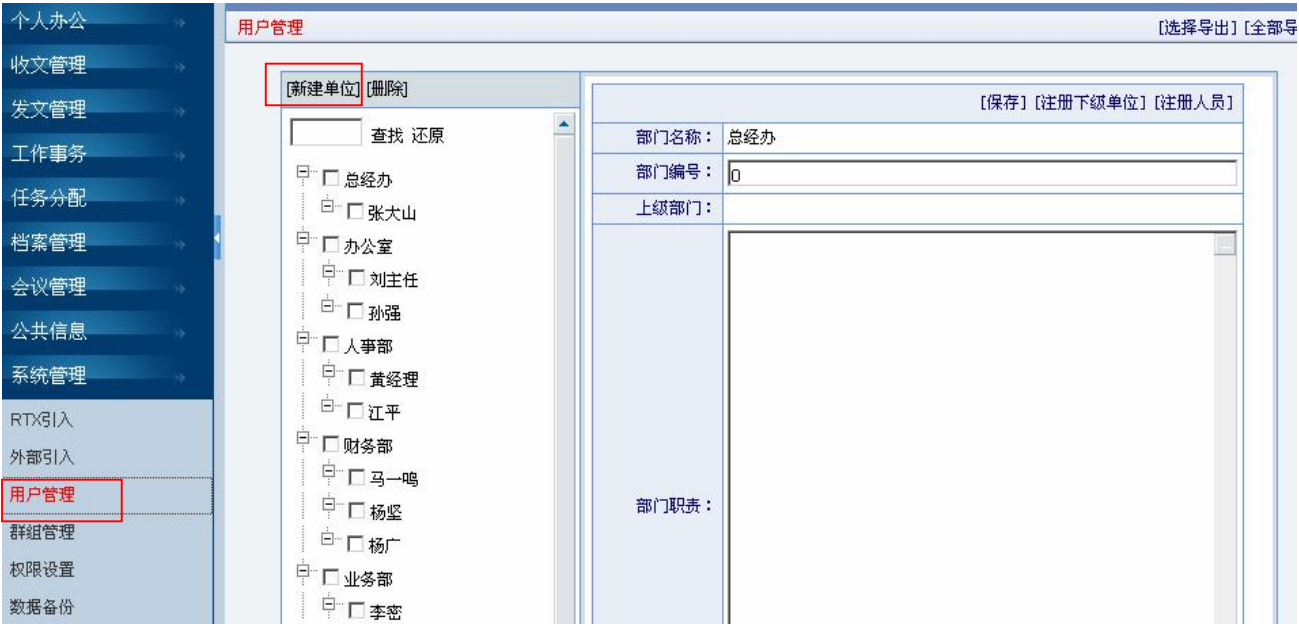 个人办公
收文管理
发文管理
工作事务
任务分配
档案管理
会议管理
公共信息
系统管理
RTX引入
外部引入
用户管理
群组管理
权限设置
数据备份
用户管理
[选择导出] [全部导
[新建单位] [删除]
查找 还原
总经办
张大山
办公室
刘主任
孙强
人事部
黄经理
江平
财务部
马一鸣
杨坚
杨广
业务部
李密
[保存] [注册下级单位] [注册人员]
部门名称： 总经办
部门编号： 0
上级部门：
部门职责：